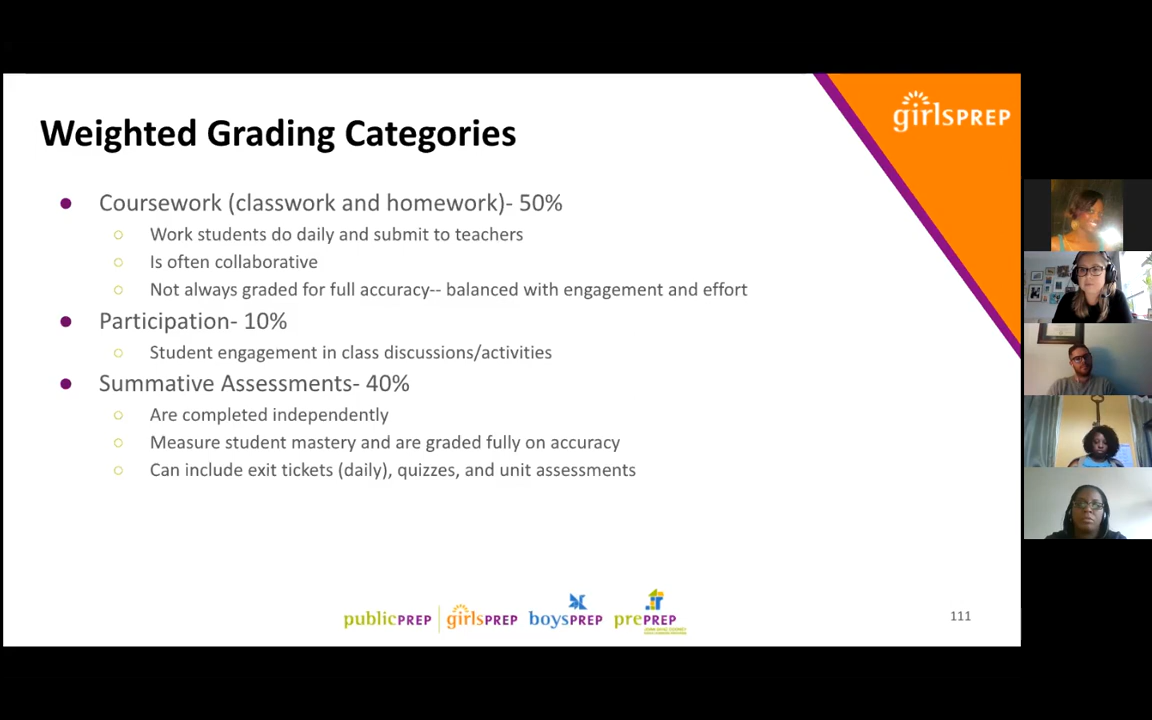 girlsPREP
Weighted Grading Categories
● Coursework (classwork and homework)- 50%
○ Work students do daily and submit to teachers
○ Is often collaborative
○ Not always graded for full accuracy-- balanced with engagement and effort
● Participation- 10%
○ Student engagement in class discussions/activities
● Summative Assessments- 40%
○ Are completed independently
○ Measure student mastery and are graded fully on accuracy
○ Can include exit tickets (daily), quizzes, and unit assessments
publicPREP | girlsPREP boysPREP prePREP
111